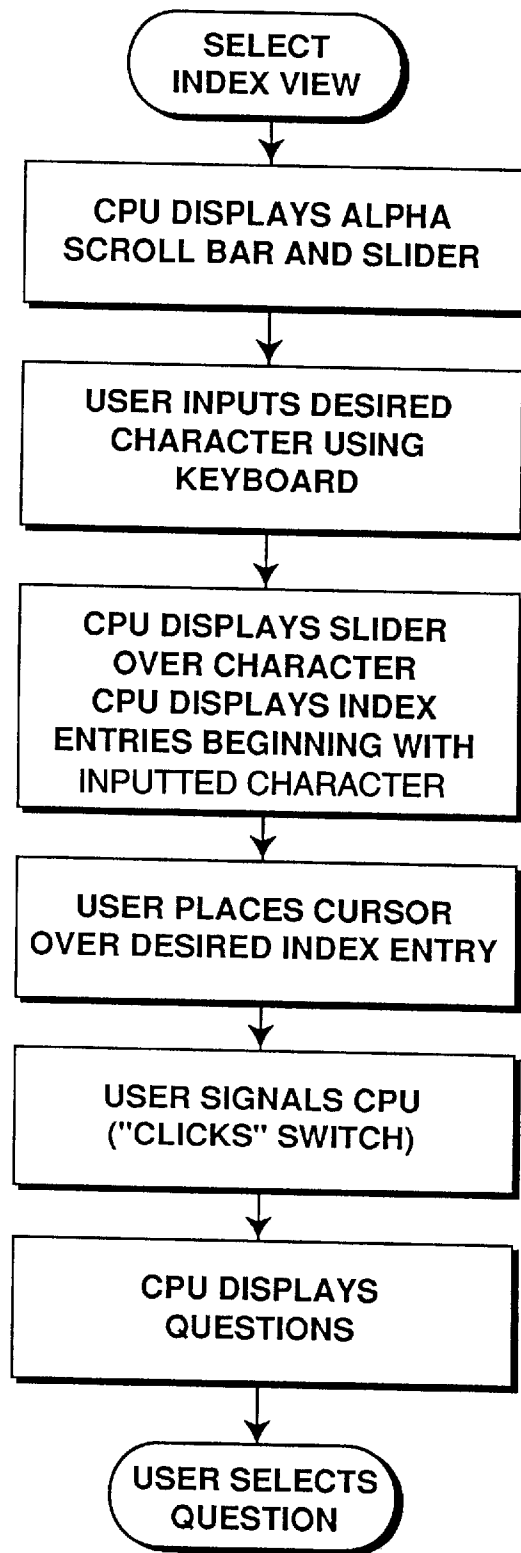 SELECT
INDEX VIEW
CPU DISPLAYS ALPHA
SCROLL BAR AND SLIDER
USER INPUTS DESIRED
CHARACTER USING
KEYBOARD
CPU DISPLAYS SLIDER
OVER CHARACTER
CPU DISPLAYS INDEX
ENTRIES BEGINNING WITH
INPUTTED CHARACTER
USER PLACES CURSOR
OVER DESIRED INDEX ENTRY
USER SIGNALS CPU
("CLICKS" SWITCH)
CPU DISPLAYS
QUESTIONS
USER SELECTS
QUESTION